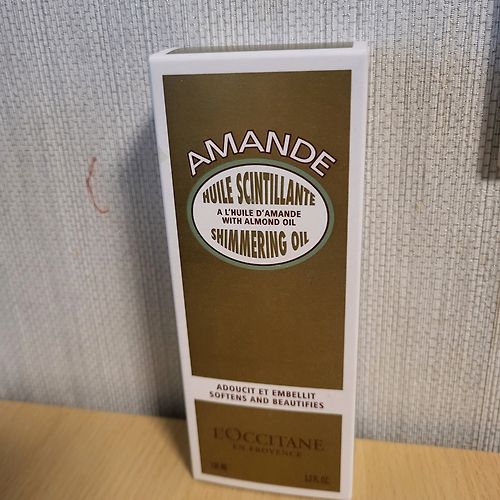 AMANDE
HUILE SCINTILLANTE
A L'HUILE D'AMANDE
WITH ALMOND OIL
SHIMMERING OIL
ADOUCIT ET EMBELLIT
SOFTENS AND BEAUTIFIES
L'OCCITANE
EN PROVENCE